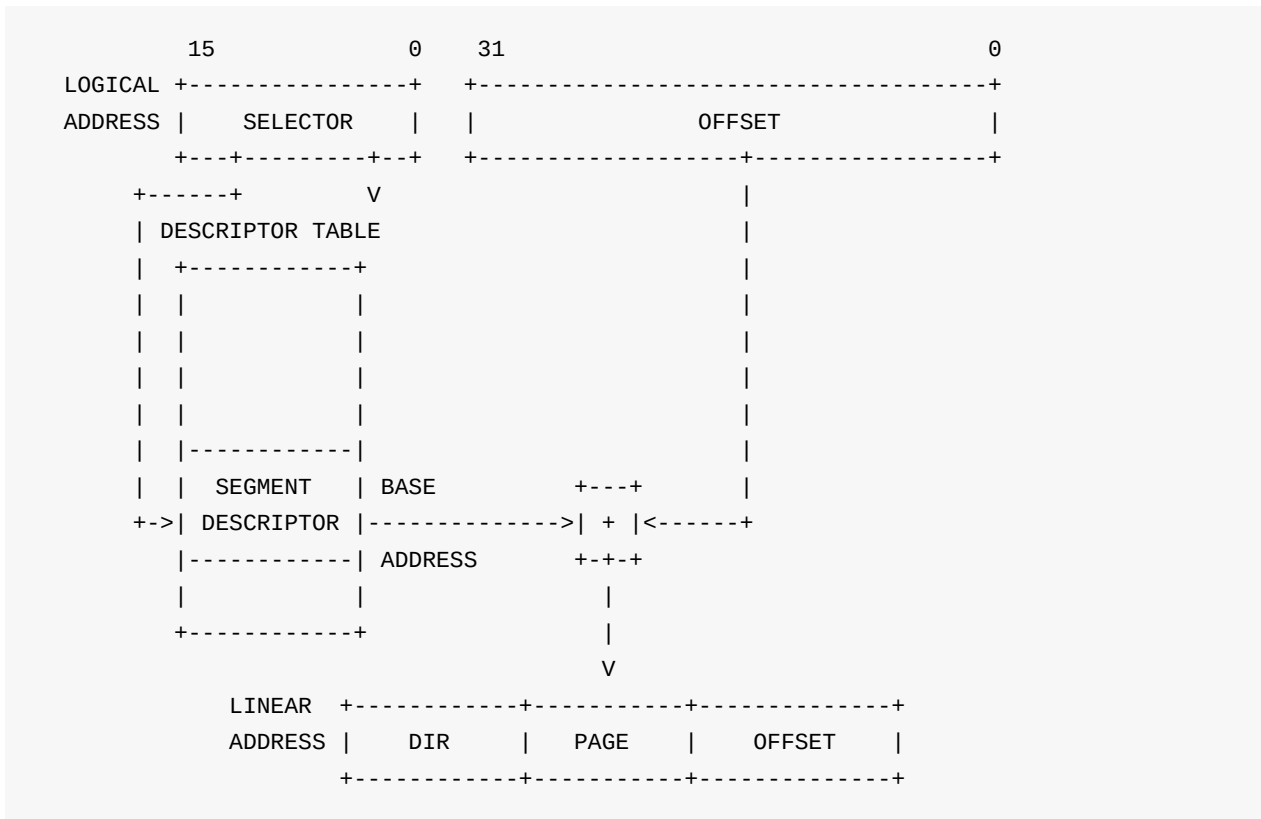 15 0 31 0
LOGICAL +----------------+ +-------------------------------------+
ADDRESS | SELECTOR | | OFFSET |
+---+---------+--+ +-------------------+-----------------+
+------+ V |
| DESCRIPTOR TABLE |
| +------------+ |
| | | |
| | | |
| | | |
| | | |
| |------------| |
| | SEGMENT | BASE +---+ |
+->| DESCRIPTOR |-------------->| + |<------+
|------------| ADDRESS +-+-+
| | |
+------------+ |
V
LINEAR +------------+-----------+--------------+
ADDRESS | DIR | PAGE | OFFSET |
+------------+-----------+--------------+